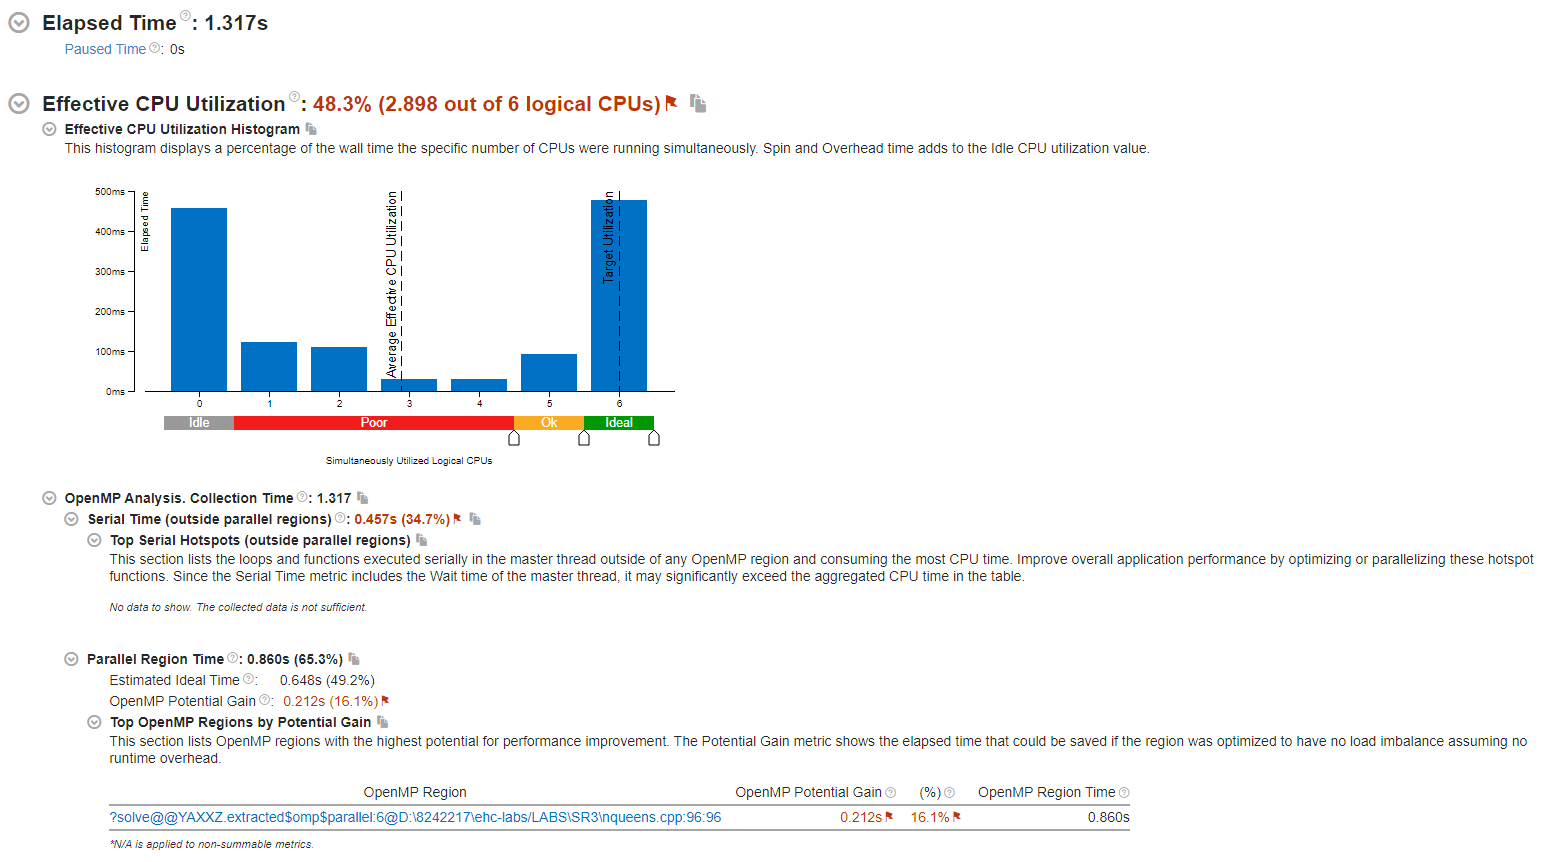 Elapsed Time: 1.317s
Paused Time: 0s
Effective CPU Utilization: 48.3% (2.898 out of 6 logical CPUs)
Effective CPU Utilization Histogram
This histogram displays a percentage of the wall time the specific number of CPUs were running simultaneously. Spin and Overhead time adds to the Idle CPU utilization value.
500ms
400ms
300ms
200ms
100ms
0ms
Elapsed Time
Average Effective CPU Utilization
Target Utilization
0 1 2 3 4 5 6
Idle Poor Ok Ideal
Simultaneously Utilized Logical CPUs
OpenMP Analysis. Collection Time: 1.317
Serial Time (outside parallel regions): 0.457s (34.7%)
Top Serial Hotspots (outside parallel regions)
This section lists the loops and functions executed serially in the master thread outside of any OpenMP region and consuming the most CPU time. Improve overall application performance by optimizing or parallelizing these hotspot
functions. Since the Serial Time metric includes the Wait time of the master thread, it may significantly exceed the aggregated CPU time in the table.
No data to show. The collected data is not sufficient.
Parallel Region Time: 0.860s (65.3%)
Estimated Ideal Time: 0.648s (49.2%)
OpenMP Potential Gain: 0.212s (16.1%)
Top OpenMP Regions by Potential Gain
This section lists OpenMP regions with the highest potential for performance improvement. The Potential Gain metric shows the elapsed time that could be saved if the region was optimized to have no load imbalance assuming no
runtime overhead.
OpenMP Region OpenMP Potential Gain (%) OpenMP Region Time
?solve@@YAXXZ.extracted$omp$parallel:6@D:\8242217\ehc-labs/LABS\SR3\nqueens.cpp:96:96 0.212s 16.1% 0.860s
*N/A is applied to non-summable metrics.